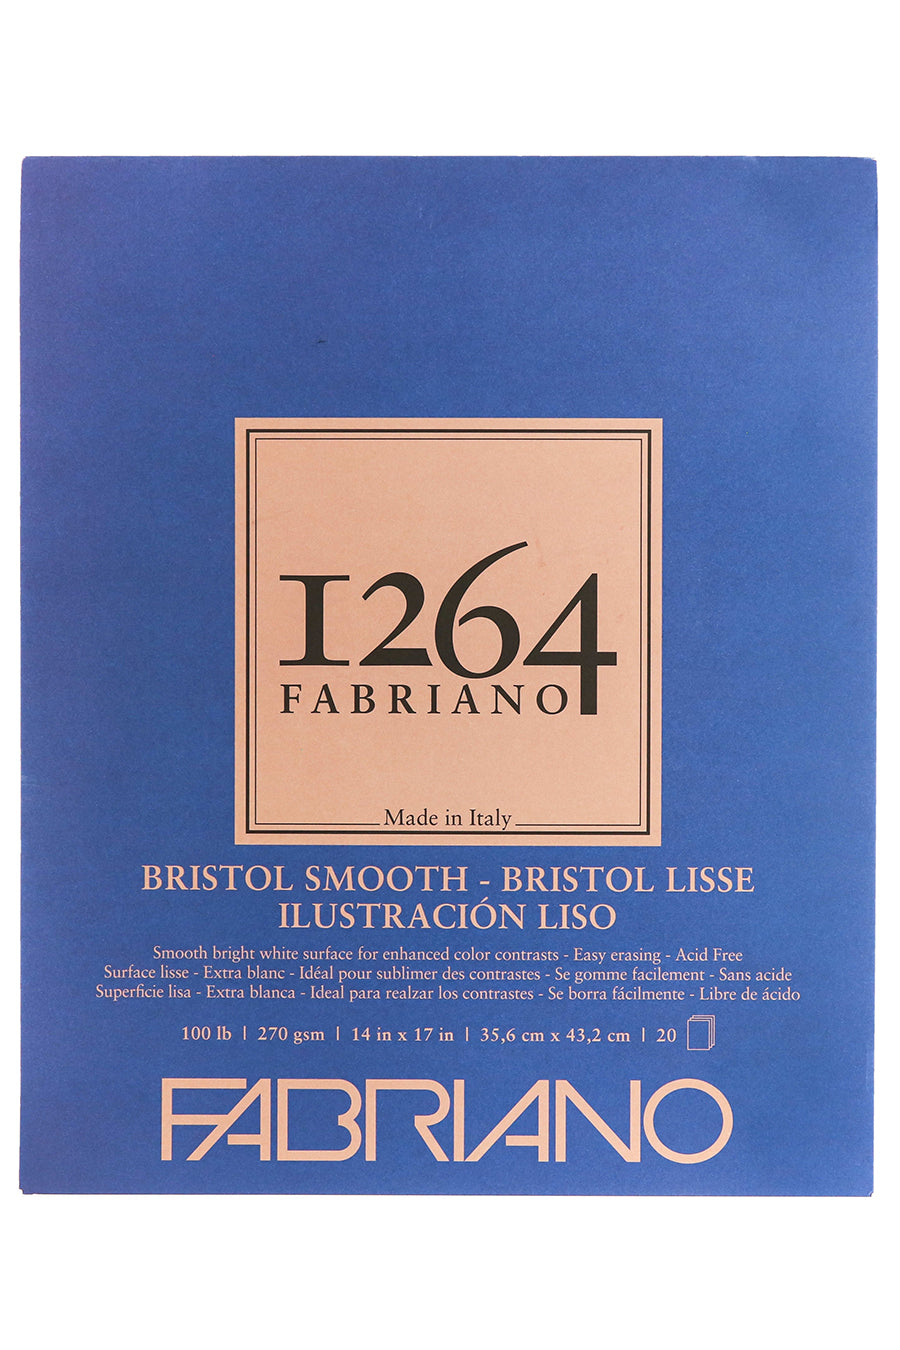 1264
FABRIANO
Made in Italy
BRISTOL SMOOTH - BRISTOL LISSE
ILUSTRACIÓN LISO
Smooth bright white surface for enhanced color contrasts - Easy erasing - Acid Free
Surface lisse - Extra blanc - Idéal pour sublimer des contrastes - Se gomme facilement - Sans acide
Superficie lisa - Extra blanca - Ideal para realzar los contrastes - Se borra fácilmente - Libre de ácido
100 lb | 270 gsm | 14 in x 17 in | 35,6 cm x 43,2 cm | 20
FABRIANO